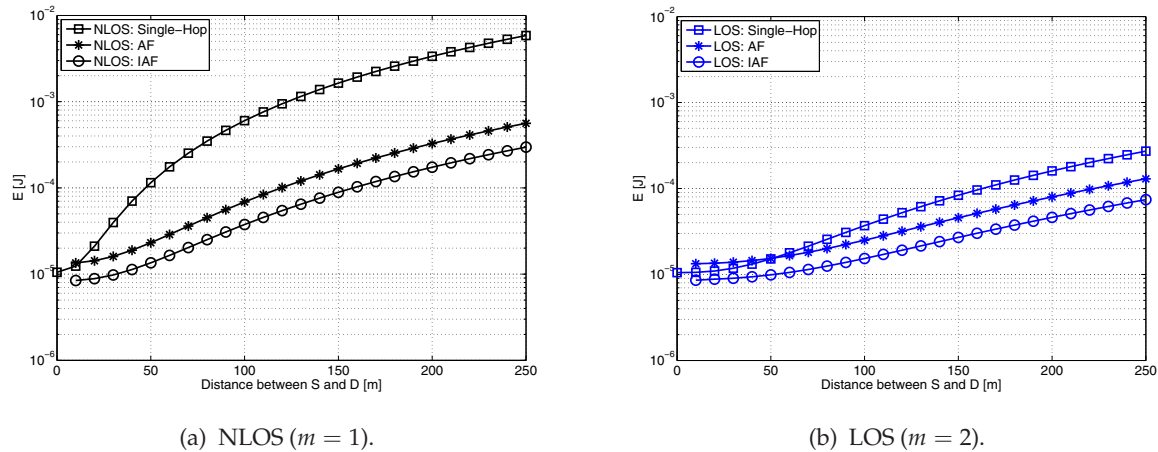 10^-2
10^-3
10^-4
10^-5
10^-6
E [J]
NLOS: Single-Hop
NLOS: AF
NLOS: IAF
0 50 100 150 200 250
Distance between S and D [m]
(a) NLOS (m = 1).
10^-2
10^-3
10^-4
10^-5
10^-6
E [J]
LOS: Single-Hop
LOS: AF
LOS: IAF
0 50 100 150 200 250
Distance between S and D [m]
(b) LOS (m = 2).